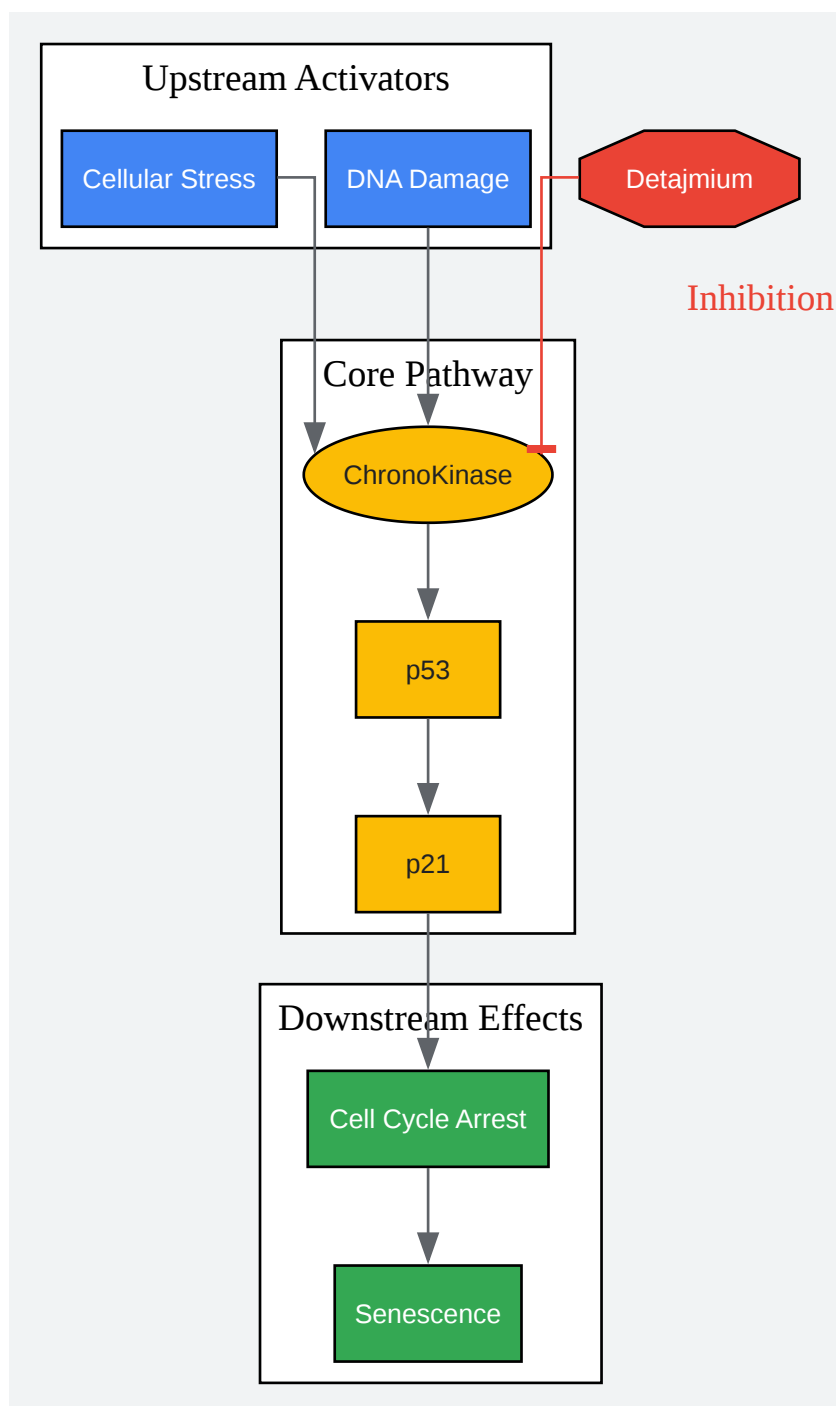 Upstream Activators
Cellular Stress
DNA Damage
Detajmium
Inhibition
Core Pathway
ChronoKinase
p53
p21
Downstream Effects
Cell Cycle Arrest
Senescence